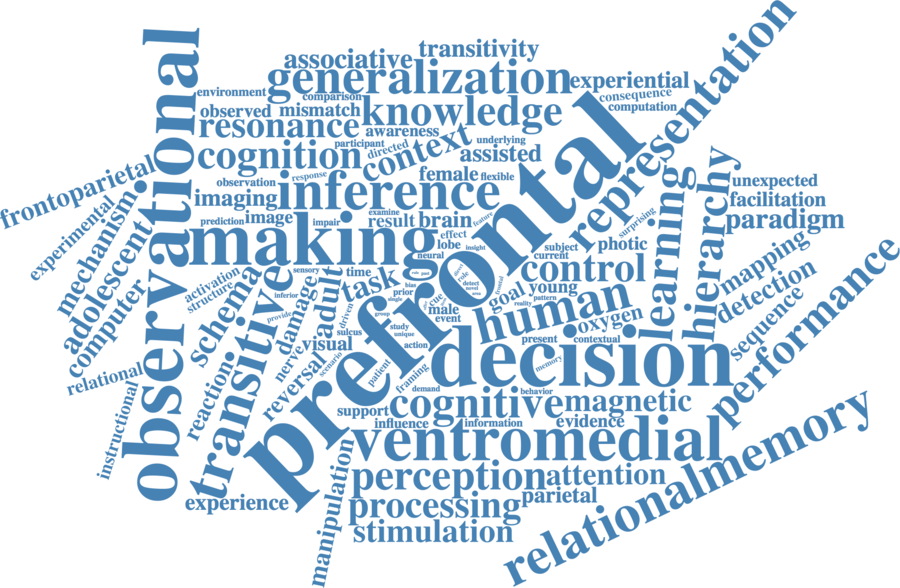 transitivity
associative
generalization
experiential
environment
comparison
consequence
computation
observed
mismatch
knowledge
resonance
awareness
participant
directed
underlying
context
cognition
assisted
observational
representation
prefrontal
frontoparietal
observation
response
female
flexible
unexpected
imaging
inference
facilitation
experimental
mechanism
adolescent
computer
prediction
image
impair
examine
result
brain
feature
surprising
paradigm
making
effect
lobe
insight
neural
subject
current
photic
learning
hierarchy
mapping
detection
sequence
performance
activation
structure
schema
transitive
inferior
sensory
time
task
bias
prior
single
cue
rule
detect
novel
area
control
goal
young
pattern
reality
human
oxygen
male
event
damage
adult
driven
provide
group
study
unique
action
sulcus
visual
nerve
reversal
scenario
patient
framing
decision
present
contextual
memory
relational
instructional
reaction
demand
behavior
support
cognitive
magnetic
influence
information
evidence
ventromedial
perception
attention
experience
manipulation
processing
parietal
stimulation
relationalmemory